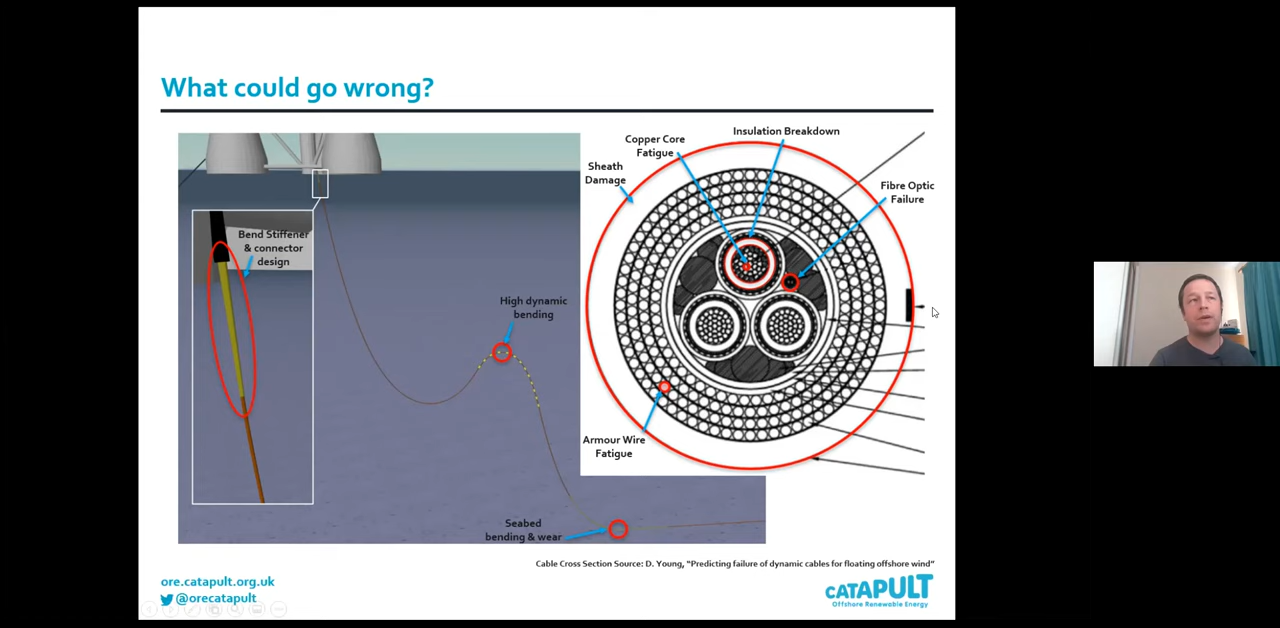 What could go wrong?
Copper Core
Fatigue
Insulation Breakdown
Sheath
Damage
Fibre Optic
Failure
Bend Stiffener
& connector
design
High dynamic
bending
Armour Wire
Fatigue
Seabed
bending & wear
Cable Cross Section Source: D. Young, "Predicting failure of dynamic cables for floating offshore wind"
ore.catapult.org.uk
@orecatapult
CATAPULT
Offshore Renewable Energy